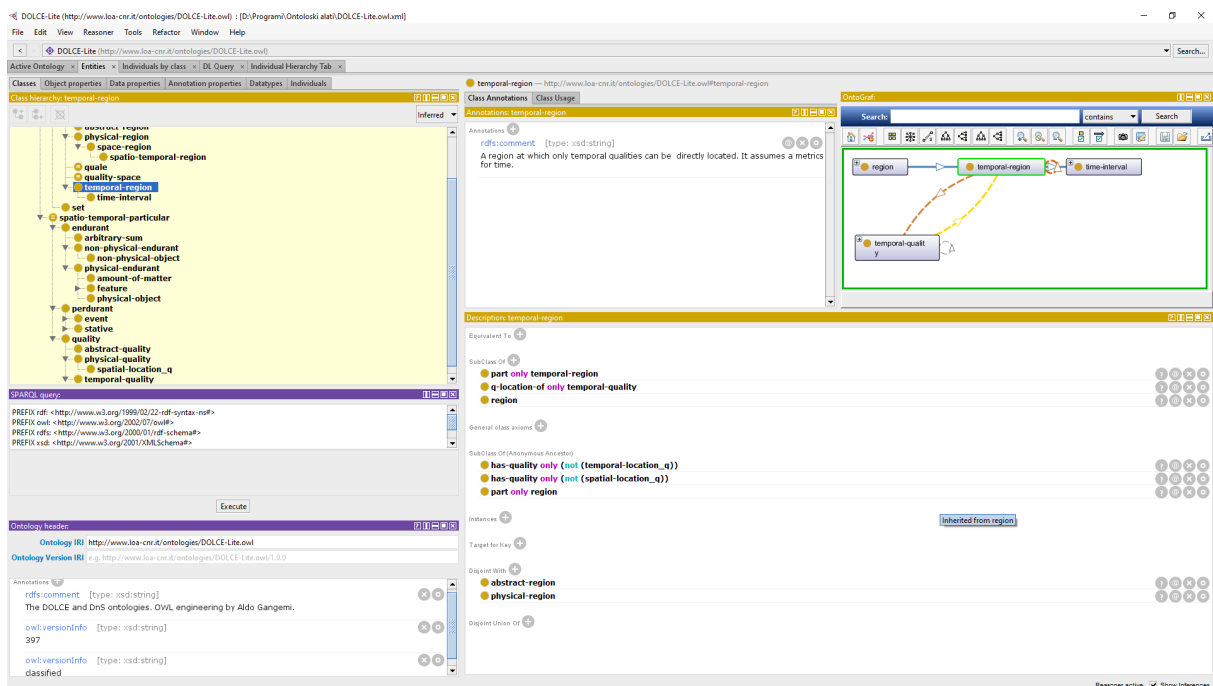 DOLCE-Lite (http://www.loa-cnr.it/ontologies/DOLCE-Lite.owl) : [D:\Programi\Ontoloski alati\DOLCE-Lite.owl.xml]
File Edit View Reasoner Tools Refactor Window Help
< > DOLCE-Lite (http://www.loa-cnr.it/ontologies/DOLCE-Lite.owl) Search...
Active Ontology × Entities × Individuals by class × DL Query × Individual Hierarchy Tab ×
Classes Object properties Data properties Annotation properties Datatypes Individuals
Class hierarchy: temporal-region
Inferred
abstract-region
physical-region
space-region
spatio-temporal-region
quale
quality-space
temporal-region
time-interval
set
spatio-temporal-particular
endurant
arbitrary-sum
non-physical-endurant
non-physical-object
physical-endurant
amount-of-matter
feature
physical-object
perdurant
event
stative
quality
abstract-quality
physical-quality
spatial-location_q
temporal-quality
SPARQL query:
PREFIX rdf: <http://www.w3.org/1999/02/22-rdf-syntax-ns#>
PREFIX owl: <http://www.w3.org/2002/07/owl#>
PREFIX rdfs: <http://www.w3.org/2000/01/rdf-schema#>
PREFIX xsd: <http://www.w3.org/2001/XMLSchema#>
Execute
Ontology header:
Ontology IRI http://www.loa-cnr.it/ontologies/DOLCE-Lite.owl
Ontology Version IRI e.g. http://www.loa-cnr.it/ontologies/DOLCE-Lite.owl/1.0.0
Annotations
rdfs:comment [type: xsd:string]
The DOLCE and DnS ontologies. OWL engineering by Aldo Gangemi.
owl:versionInfo [type: xsd:string]
397
owl:versionInfo [type: xsd:string]
classified
temporal-region — http://www.loa-cnr.it/ontologies/DOLCE-Lite.owl#temporal-region
Class Annotations Class Usage
Annotations: temporal-region
Annotations
rdfs:comment [type: xsd:string]
A region at which only temporal qualities can be directly located. It assumes a metrics
for time.
OntoGraf:
Search: contains Search
region
temporal-region
time-interval
temporal-qualit
y
Description: temporal-region
Equivalent To
SubClass Of
part only temporal-region
q-location-of only temporal-quality
region
General class axioms
SubClass Of (Anonymous Ancestor)
has-quality only (not (temporal-location_q))
has-quality only (not (spatial-location_q))
part only region
Instances
Inherited from region
Target for Key
Disjoint With
abstract-region
physical-region
Disjoint Union Of
Reasoner active Show Inferences